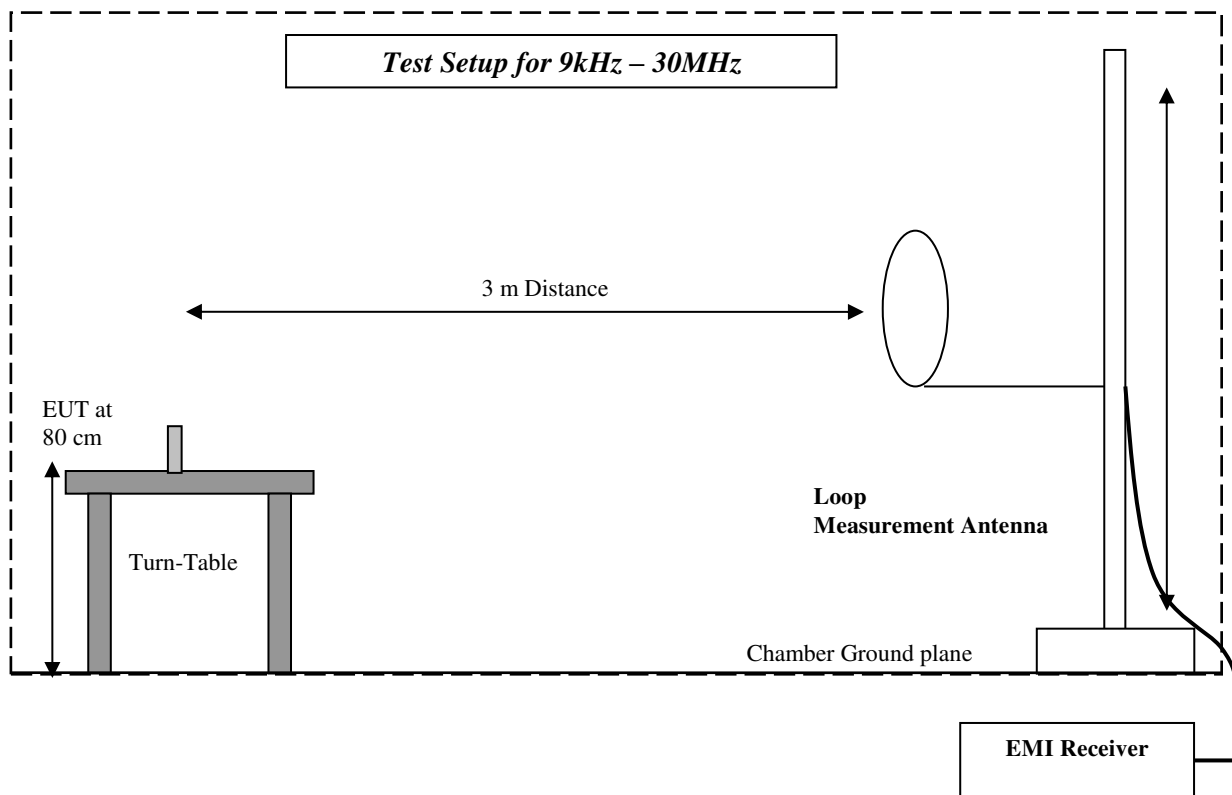 Test Setup for 9kHz – 30MHz
3 m Distance
EUT at
80 cm
Loop
Measurement Antenna
Turn-Table
Chamber Ground plane
EMI Receiver